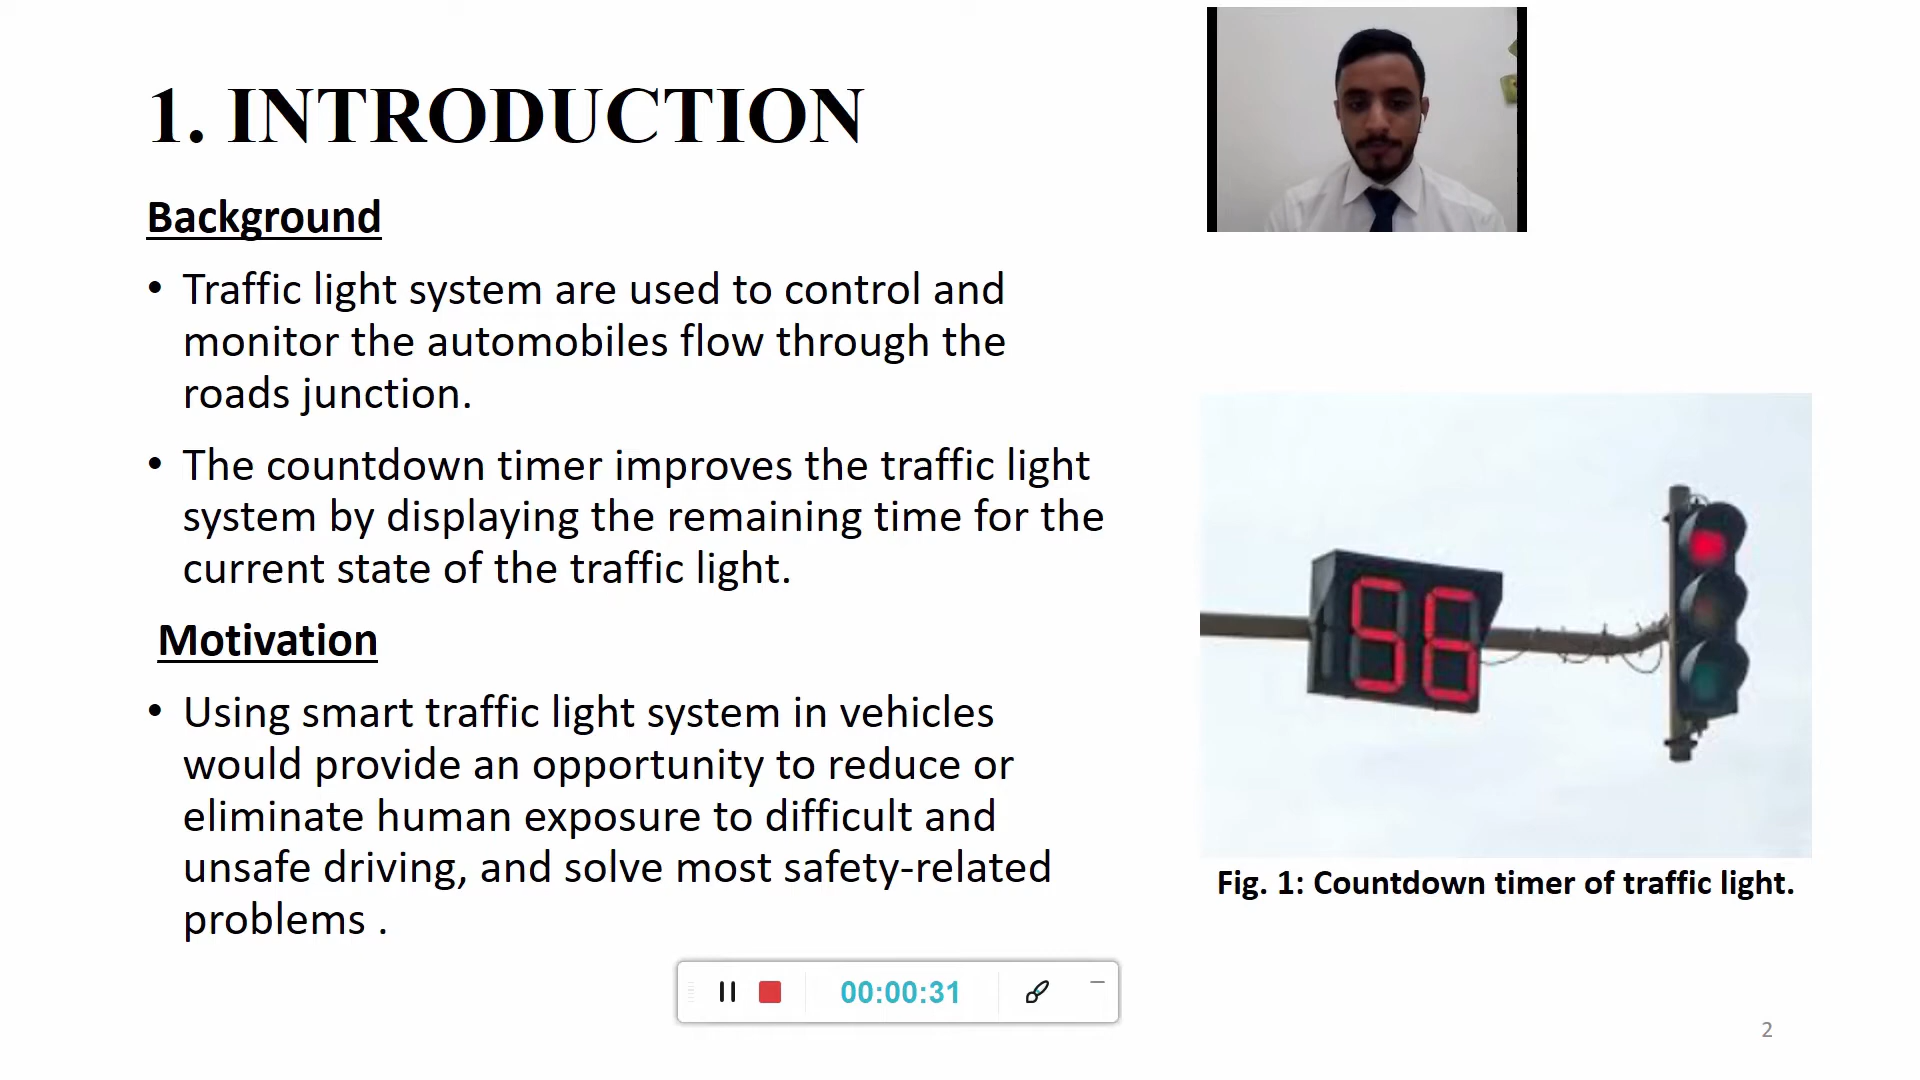 1. INTRODUCTION
Background
• Traffic light system are used to control and
monitor the automobiles flow through the
roads junction.
• The countdown timer improves the traffic light
system by displaying the remaining time for the
current state of the traffic light.
Motivation
• Using smart traffic light system in vehicles
would provide an opportunity to reduce or
eliminate human exposure to difficult and
unsafe driving, and solve most safety-related
problems .
56
Fig. 1: Countdown timer of traffic light.
00:00:31
2